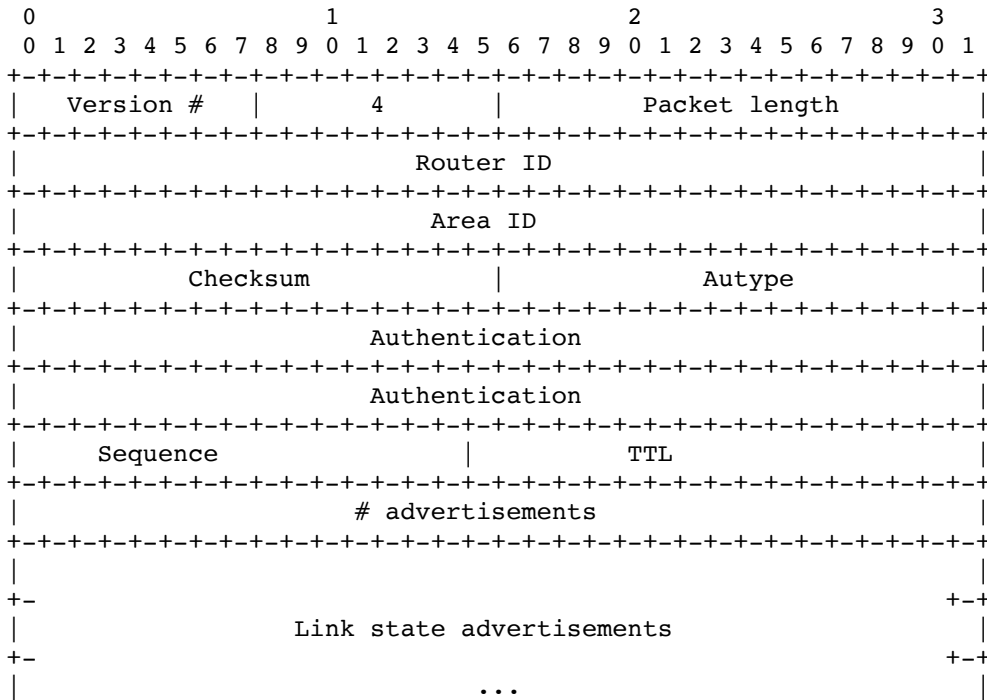 0 1 2 3
0 1 2 3 4 5 6 7 8 9 0 1 2 3 4 5 6 7 8 9 0 1 2 3 4 5 6 7 8 9 0 1
+-+-+-+-+-+-+-+-+-+-+-+-+-+-+-+-+-+-+-+-+-+-+-+-+-+-+-+-+-+-+-+-+
| Version # | 4 | Packet length |
+-+-+-+-+-+-+-+-+-+-+-+-+-+-+-+-+-+-+-+-+-+-+-+-+-+-+-+-+-+-+-+-+
| Router ID |
+-+-+-+-+-+-+-+-+-+-+-+-+-+-+-+-+-+-+-+-+-+-+-+-+-+-+-+-+-+-+-+-+
| Area ID |
+-+-+-+-+-+-+-+-+-+-+-+-+-+-+-+-+-+-+-+-+-+-+-+-+-+-+-+-+-+-+-+-+
| Checksum | Autype |
+-+-+-+-+-+-+-+-+-+-+-+-+-+-+-+-+-+-+-+-+-+-+-+-+-+-+-+-+-+-+-+-+
| Authentication |
+-+-+-+-+-+-+-+-+-+-+-+-+-+-+-+-+-+-+-+-+-+-+-+-+-+-+-+-+-+-+-+-+
| Authentication |
+-+-+-+-+-+-+-+-+-+-+-+-+-+-+-+-+-+-+-+-+-+-+-+-+-+-+-+-+-+-+-+-+
| Sequence | TTL |
+-+-+-+-+-+-+-+-+-+-+-+-+-+-+-+-+-+-+-+-+-+-+-+-+-+-+-+-+-+-+-+-+
| # advertisements |
+-+-+-+-+-+-+-+-+-+-+-+-+-+-+-+-+-+-+-+-+-+-+-+-+-+-+-+-+-+-+-+-+
| |
+- +-+
| Link state advertisements |
+- +-+
| ... |